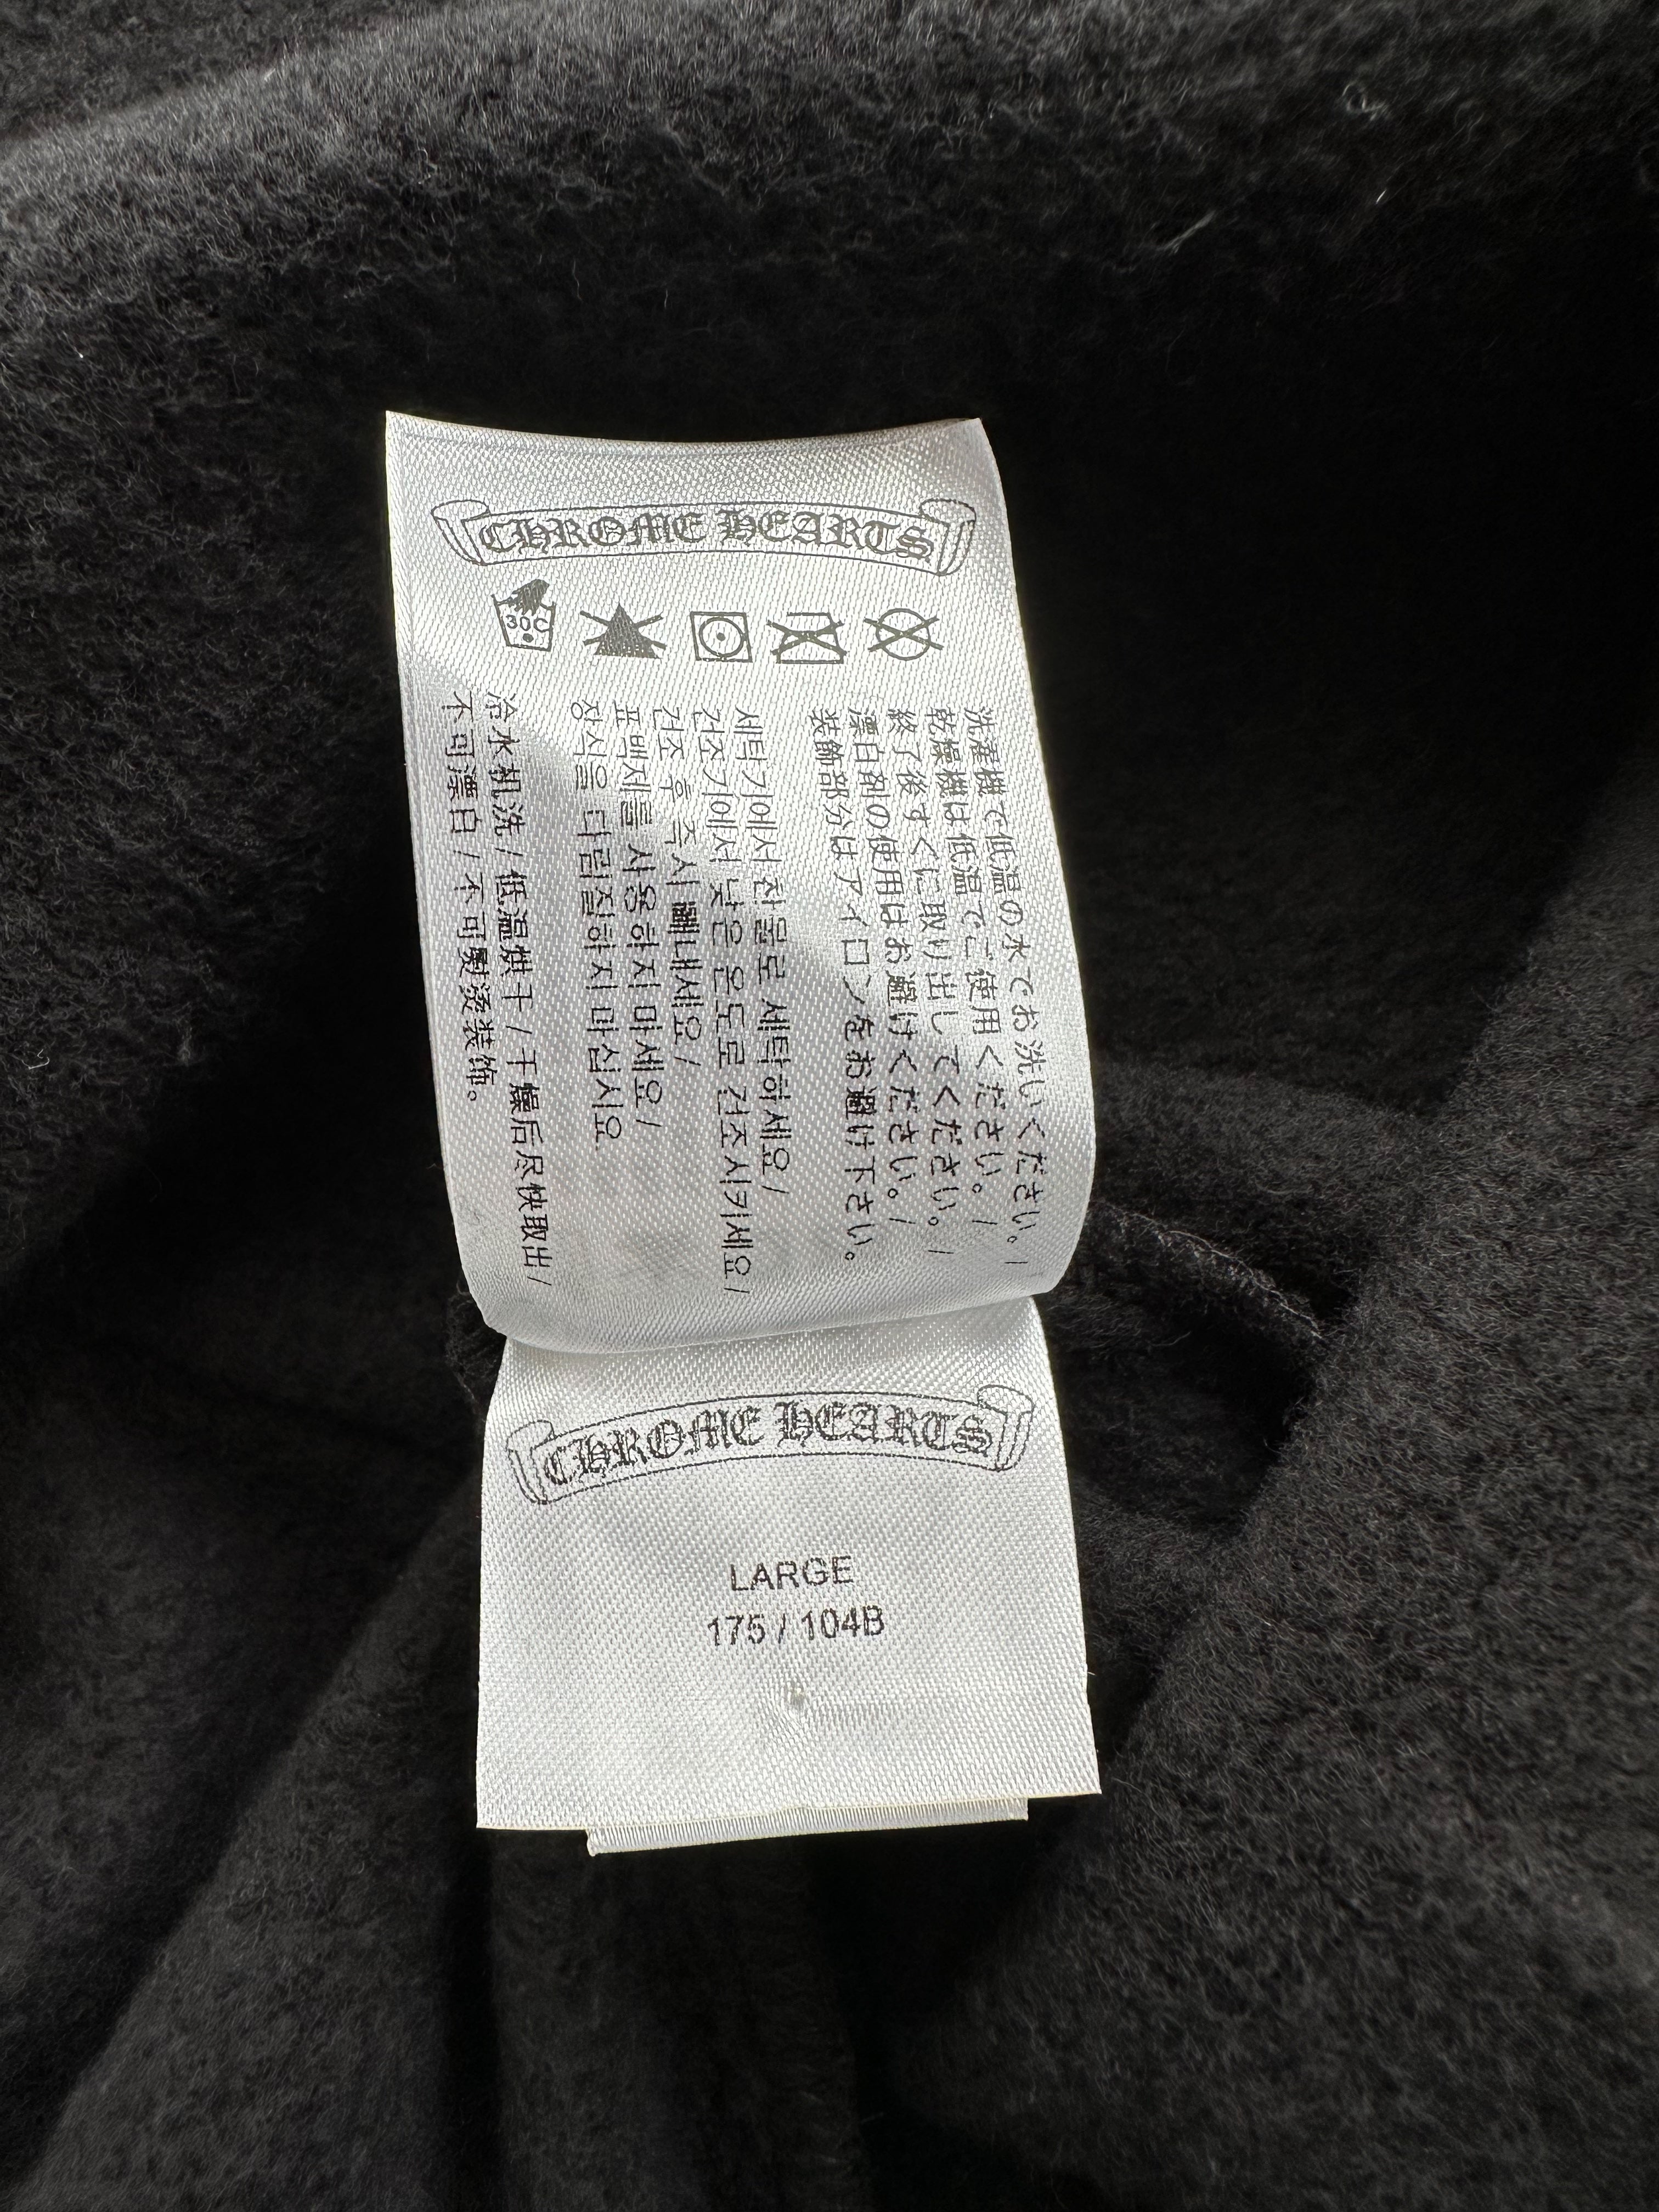 CHROME HEARTS
30C
洗濯機で低温の水でお洗いください。/
乾燥機は低温でご使用ください。/
終了後すぐに取り出してください。/
漂白剤の使用はお避けください。/
装飾部分はアイロンをお避け下さい。
세탁기에서 찬물로 세탁하세요 /
건조기에서 낮은 온도로 건조시키세요 /
건조 후 즉시 빼내세요 /
표백제를 사용하지 마세요 /
장식을 다림질하지 마십시요
冷水机洗 / 低温烘干 / 干燥后尽快取出 /
不可漂白 / 不可熨烫装饰。
CHROME HEARTS
LARGE
175 / 104B